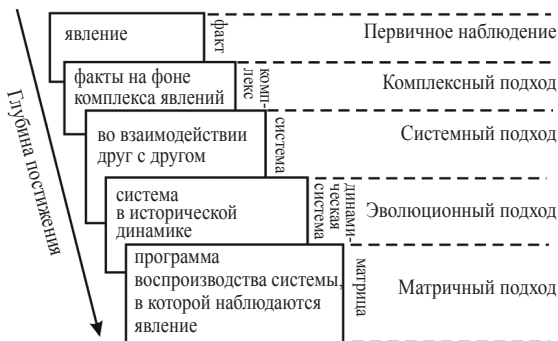 явление
факт
Первичное наблюдение
факты на фоне
комплекса явлений
комп-
лекс
Комплексный подход
во взаимодействии
друг с другом
система
Системный подход
система
в исторической
динамике
динами-
ческая
система
Эволюционный подход
программа
воспроизводства системы,
в которой наблюдаются
явление
матрица
Матричный подход
Глубина постижения